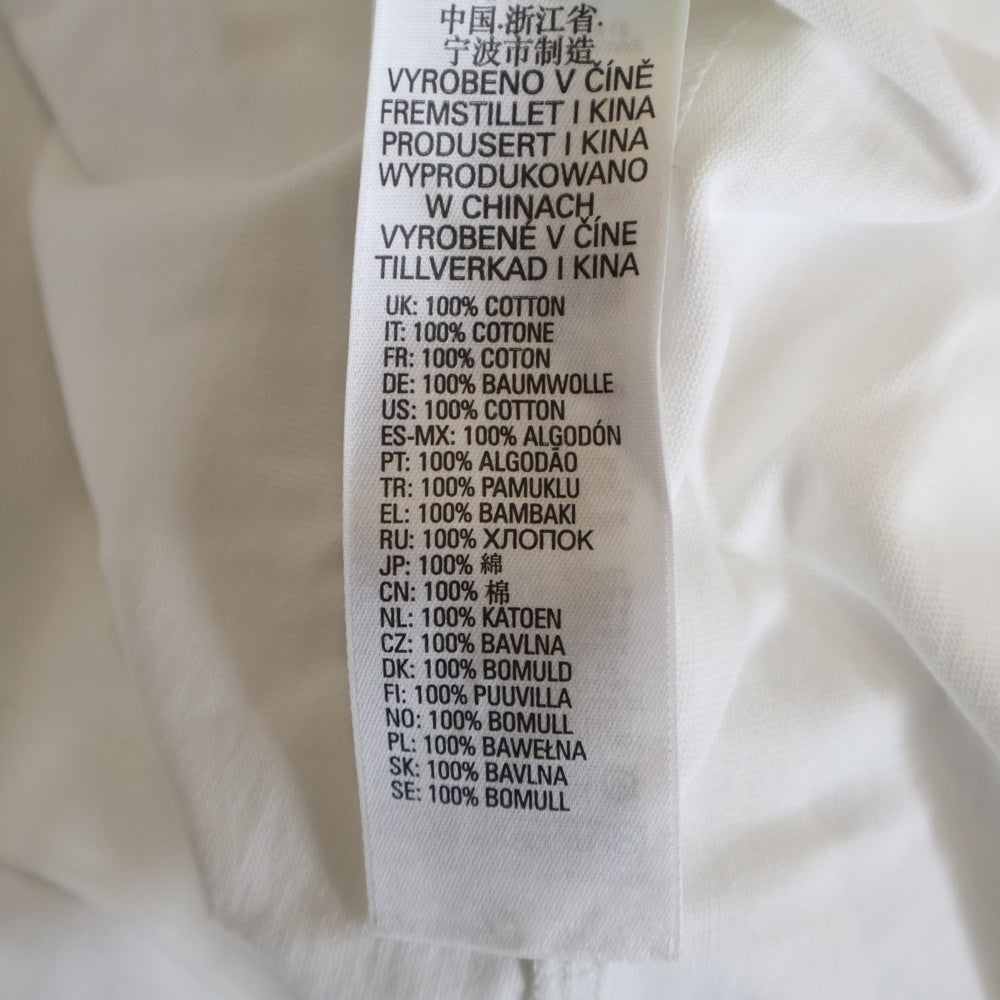 中国.浙江省.
宁波市制造
VYROBENO V ČÍNĚ
FREMSTILLET I KINA
PRODUSERT I KINA
WYPRODUKOWANO
W CHINACH
VYROBENÉ V ČÍNE
TILLVERKAD I KINA
UK: 100% COTTON
IT: 100% COTONE
FR: 100% COTON
DE: 100% BAUMWOLLE
US: 100% COTTON
ES-MX: 100% ALGODÓN
PT: 100% ALGODÃO
TR: 100% PAMUKLU
EL: 100% BAMBAKI
RU: 100% ХЛОПОК
JP: 100% 綿
CN: 100% 棉
NL: 100% KATOEN
CZ: 100% BAVLNA
DK: 100% BOMULD
FI: 100% PUUVILLA
NO: 100% BOMULL
PL: 100% BAWEŁNA
SK: 100% BAVLNA
SE: 100% BOMULL